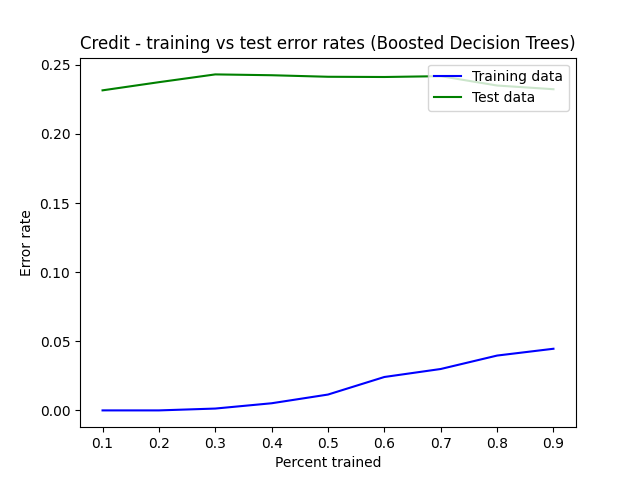 Credit - training vs test error rates (Boosted Decision Trees)
0.25
0.20
0.15
0.10
0.05
0.00
Error rate
Training data
Test data
0.1 0.2 0.3 0.4 0.5 0.6 0.7 0.8 0.9
Percent trained